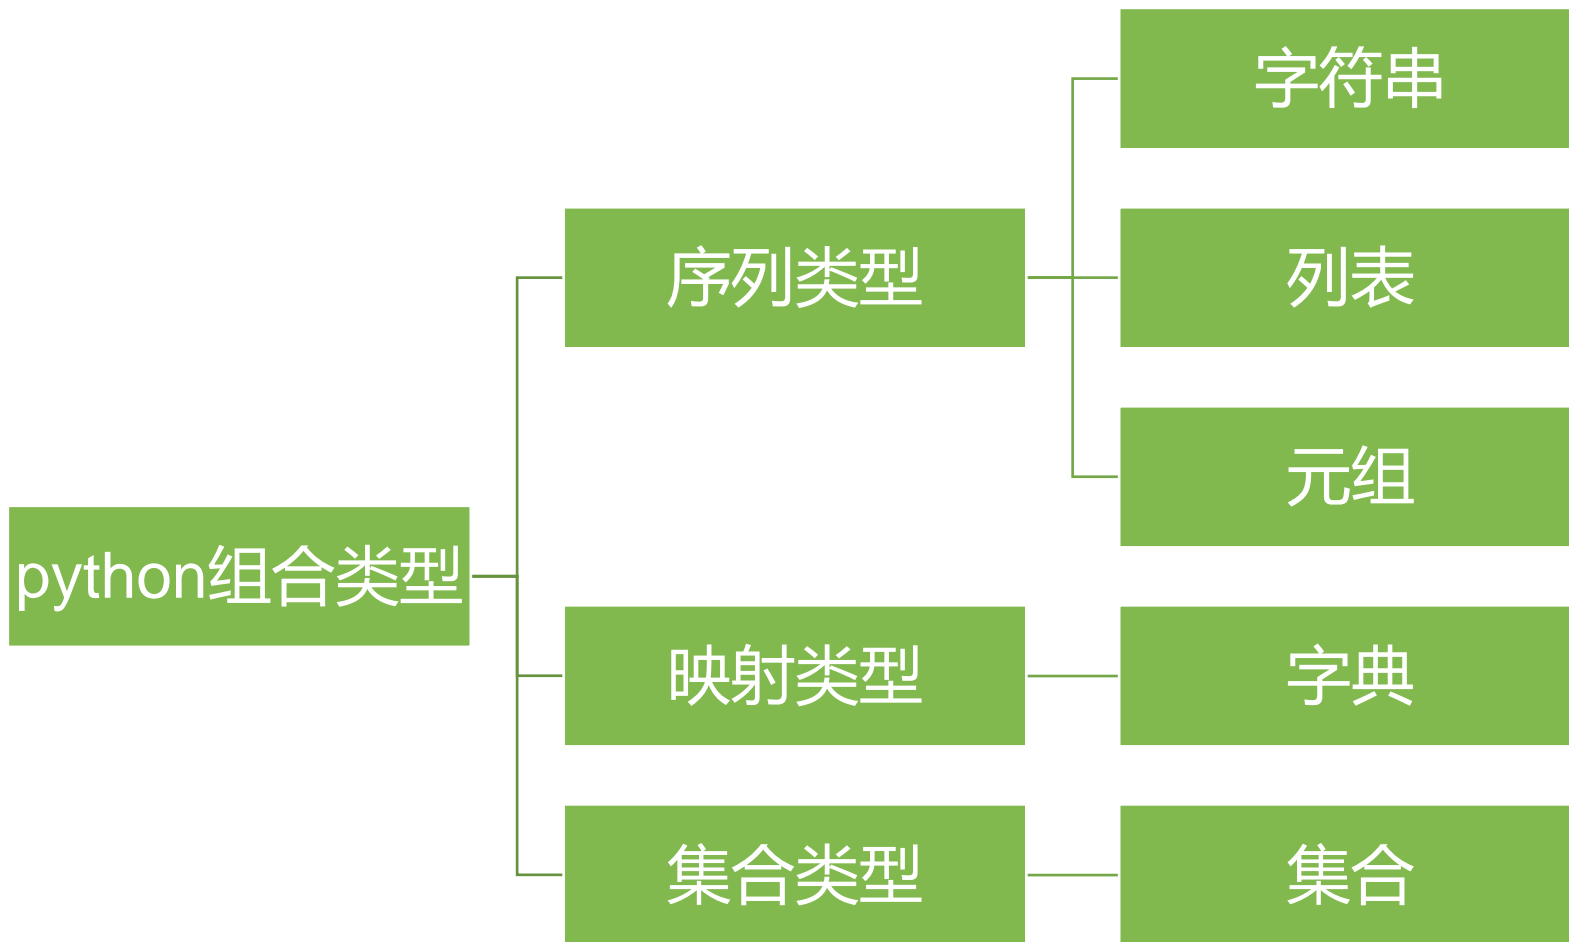 python组合类型
序列类型
字符串
列表
元组
映射类型
字典
集合类型
集合